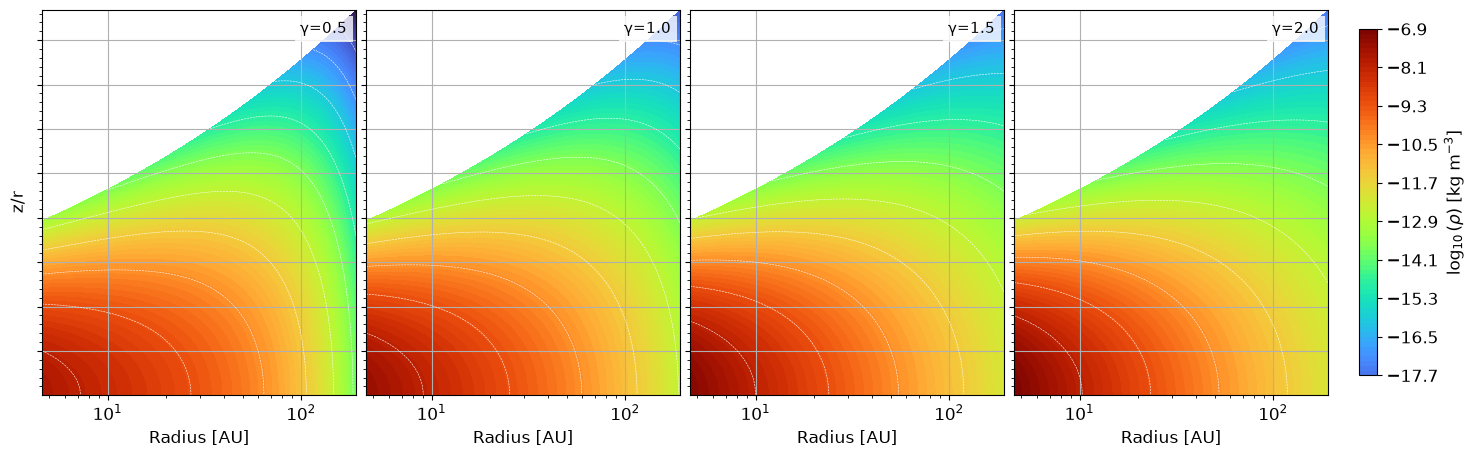 γ=0.5
γ=1.0
γ=1.5
γ=2.0
z/r
10¹ 10²
10¹ 10²
10¹ 10²
10¹ 10²
Radius [AU]
Radius [AU]
Radius [AU]
Radius [AU]
−6.9
−8.1
−9.3
−10.5
−11.7
−12.9
−14.1
−15.3
−16.5
−17.7
log₁₀(ρ) [kg m⁻³]